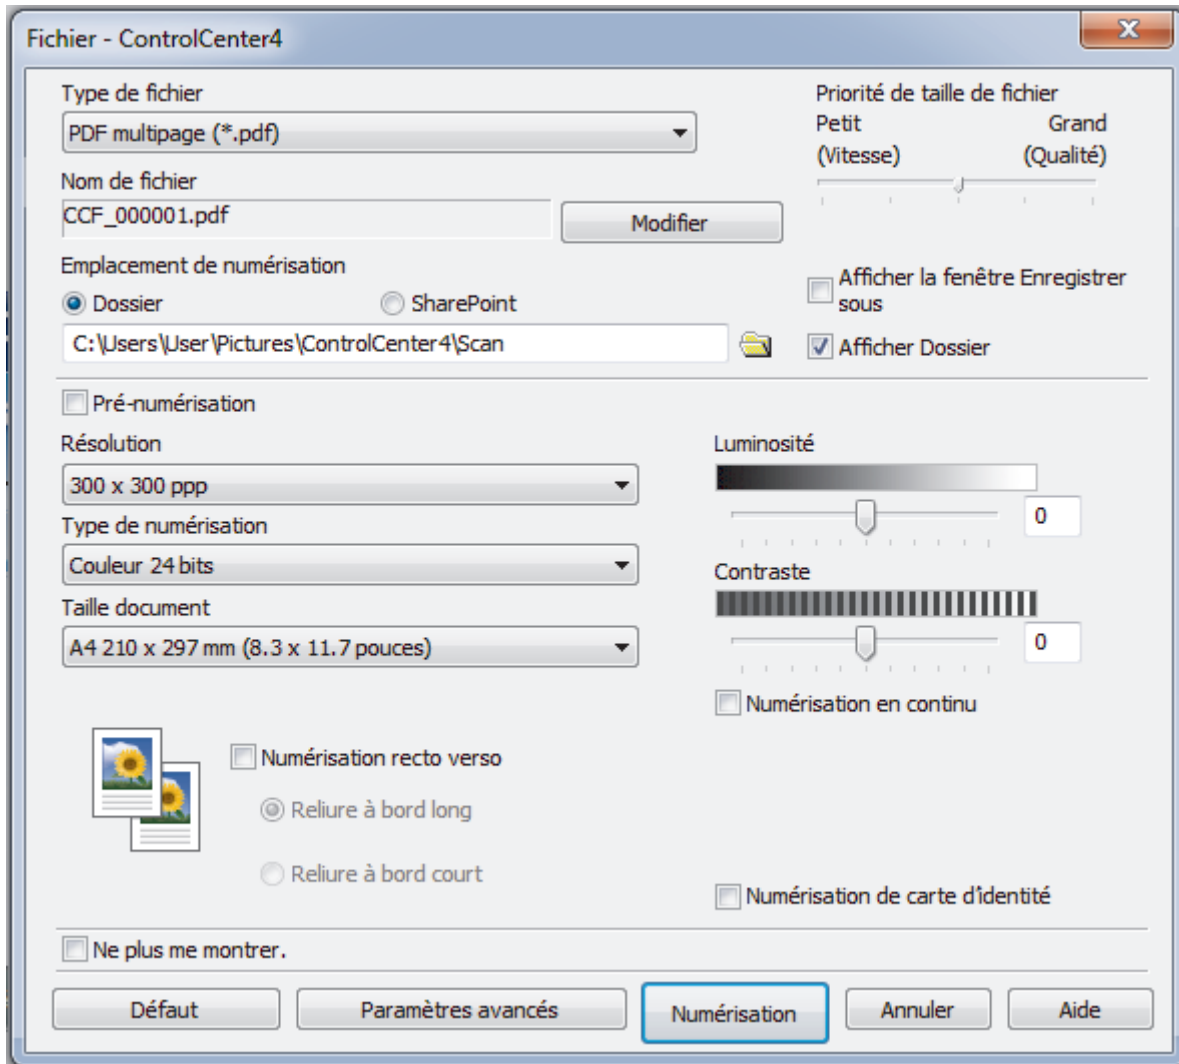 Fichier - ControlCenter4
Type de fichier
PDF multipage (*.pdf)
Priorité de taille de fichier
Petit Grand
(Vitesse) (Qualité)
Nom de fichier
CCF_000001.pdf
Modifier
Emplacement de numérisation
Dossier SharePoint
C:\Users\User\Pictures\ControlCenter4\Scan
Afficher la fenêtre Enregistrer
sous
Afficher Dossier
Pré-numérisation
Résolution
300 x 300 ppp
Type de numérisation
Couleur 24 bits
Taille document
A4 210 x 297 mm (8.3 x 11.7 pouces)
Luminosité
0
Contraste
0
Numérisation en continu
Numérisation recto verso
Reliure à bord long
Reliure à bord court
Numérisation de carte d'identité
Ne plus me montrer.
Défaut Paramètres avancés Numérisation Annuler Aide